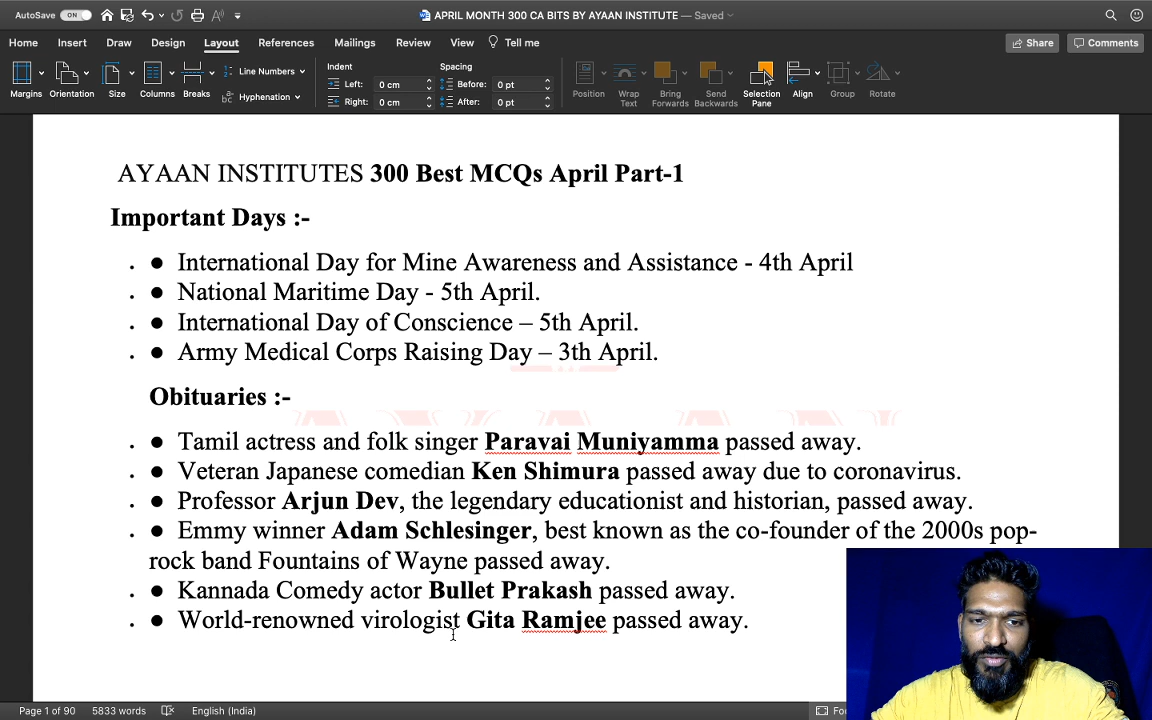 AutoSave ON APRIL MONTH 300 CA BITS BY AYAAN INSTITUTE — Saved
Home Insert Draw Design Layout References Mailings Review View Tell me Share Comments
Margins Orientation Size Columns Breaks Line Numbers Hyphenation
Indent Spacing
Left: 0 cm Before: 0 pt
Right: 0 cm After: 0 pt
Position Wrap Text Bring Forwards Send Backwards Selection Pane Align Group Rotate
AYAAN INSTITUTES 300 Best MCQs April Part-1
Important Days :-
• ● International Day for Mine Awareness and Assistance - 4th April
• ● National Maritime Day - 5th April.
• ● International Day of Conscience – 5th April.
• ● Army Medical Corps Raising Day – 3th April.
Obituaries :-
• ● Tamil actress and folk singer Paravai Muniyamma passed away.
• ● Veteran Japanese comedian Ken Shimura passed away due to coronavirus.
• ● Professor Arjun Dev, the legendary educationist and historian, passed away.
• ● Emmy winner Adam Schlesinger, best known as the co-founder of the 2000s pop-
rock band Fountains of Wayne passed away.
• ● Kannada Comedy actor Bullet Prakash passed away.
• ● World-renowned virologist Gita Ramjee passed away.
Page 1 of 90 5833 words English (India)